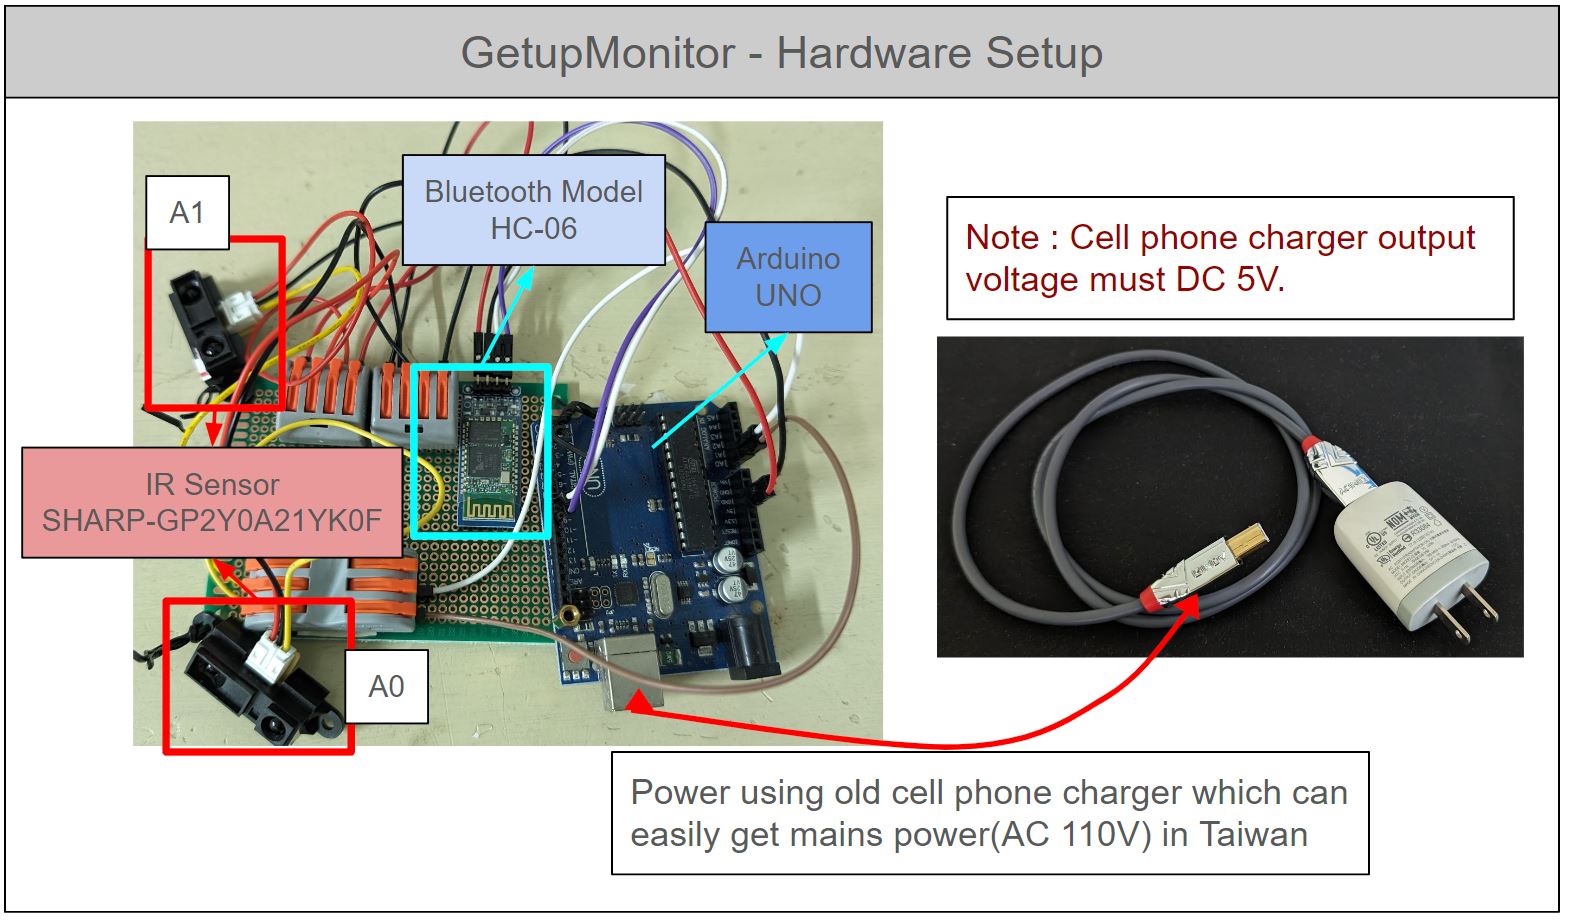 GetupMonitor - Hardware Setup
A1
Bluetooth Model
HC-06
Arduino
UNO
Note : Cell phone charger output
voltage must DC 5V.
IR Sensor
SHARP-GP2Y0A21YK0F
A0
Power using old cell phone charger which can
easily get mains power(AC 110V) in Taiwan